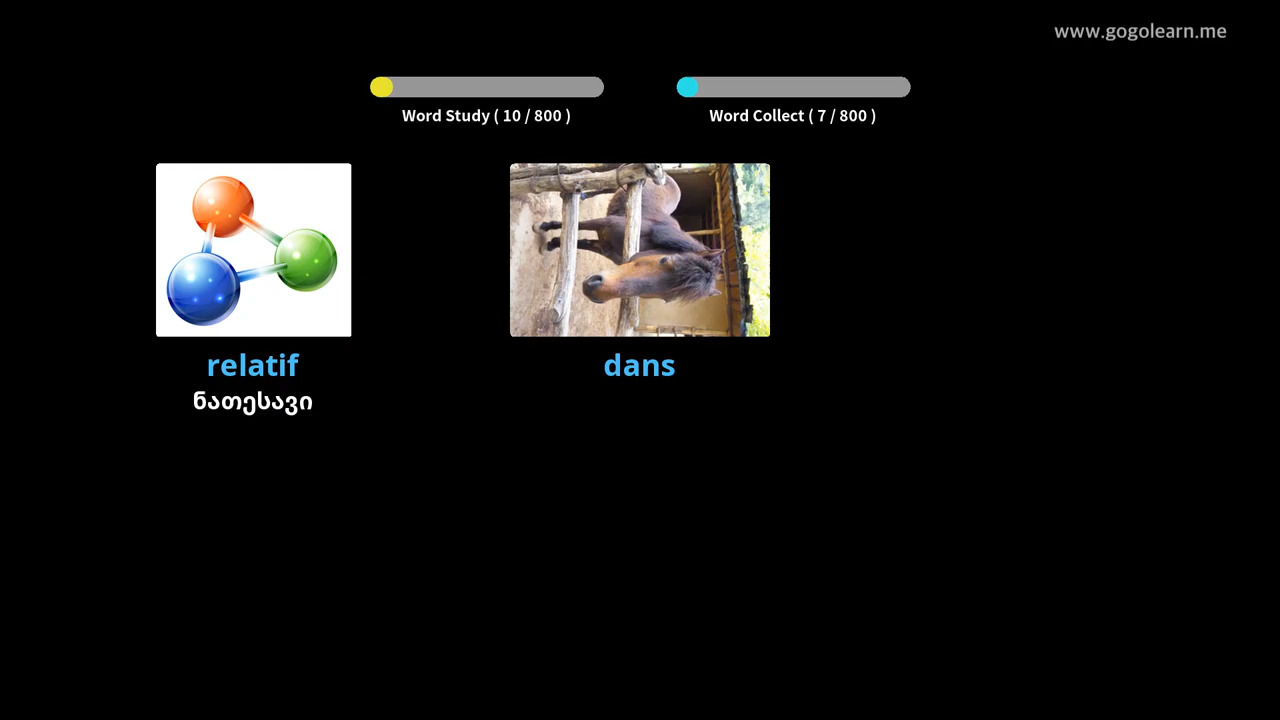 www.gogolearn.me
Word Study ( 10 / 800 )
Word Collect ( 7 / 800 )
relatif
ნათესავი
dans